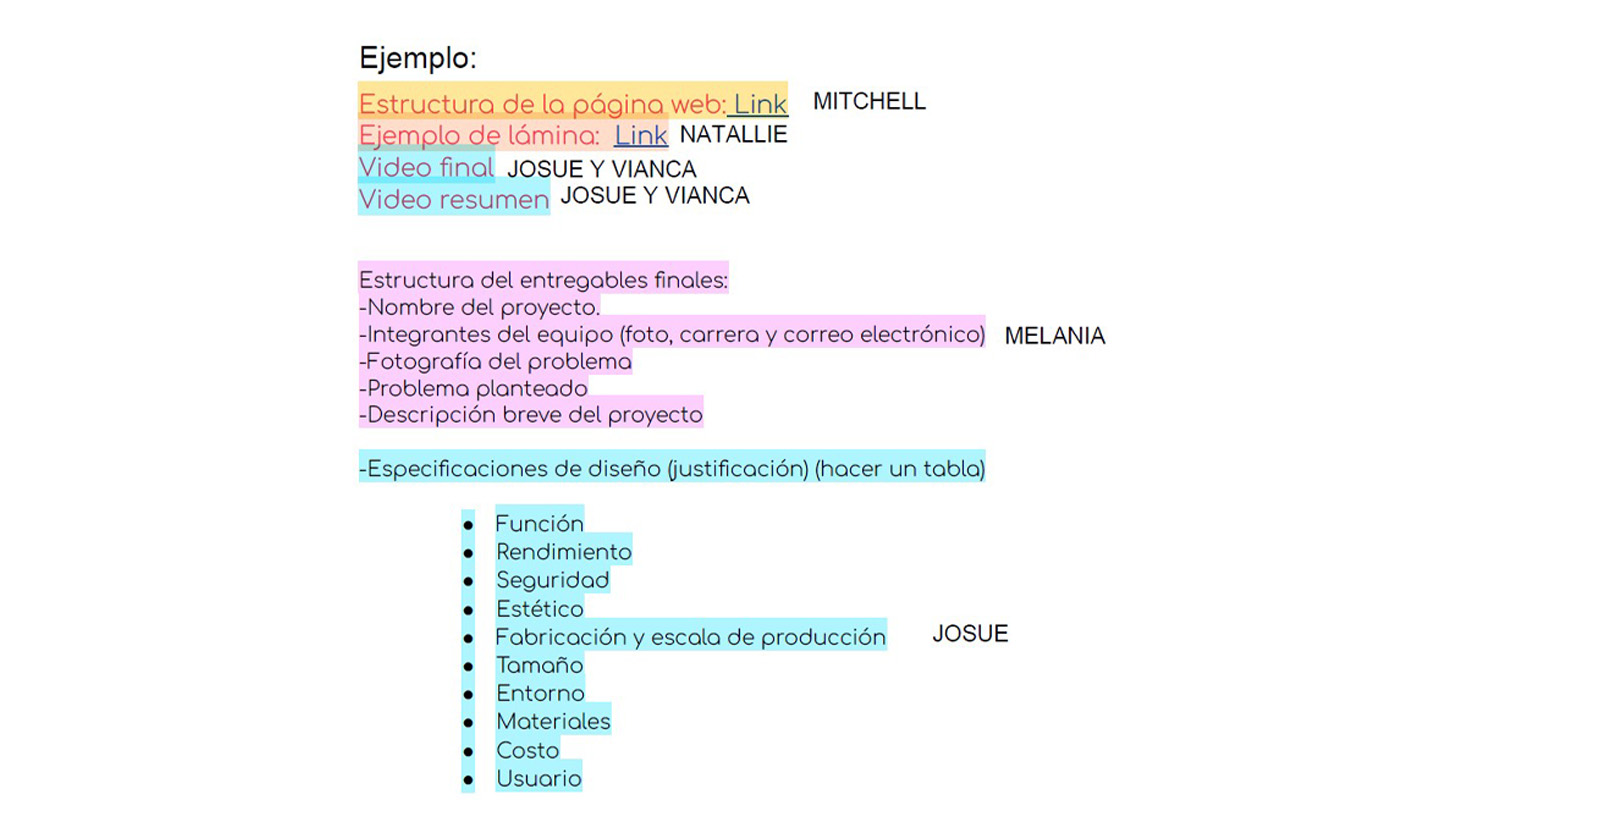 Ejemplo:
Estructura de la página web: Link MITCHELL
Ejemplo de lámina: Link NATALLIE
Video final JOSUE Y VIANCA
Video resumen JOSUE Y VIANCA
Estructura del entregables finales:
-Nombre del proyecto.
-Integrantes del equipo (foto, carrera y correo electrónico) MELANIA
-Fotografía del problema
-Problema planteado
-Descripción breve del proyecto
-Especificaciones de diseño (justificación) (hacer un tabla)
● Función
● Rendimiento
● Seguridad
● Estético
● Fabricación y escala de producción JOSUE
● Tamaño
● Entorno
● Materiales
● Costo
● Usuario